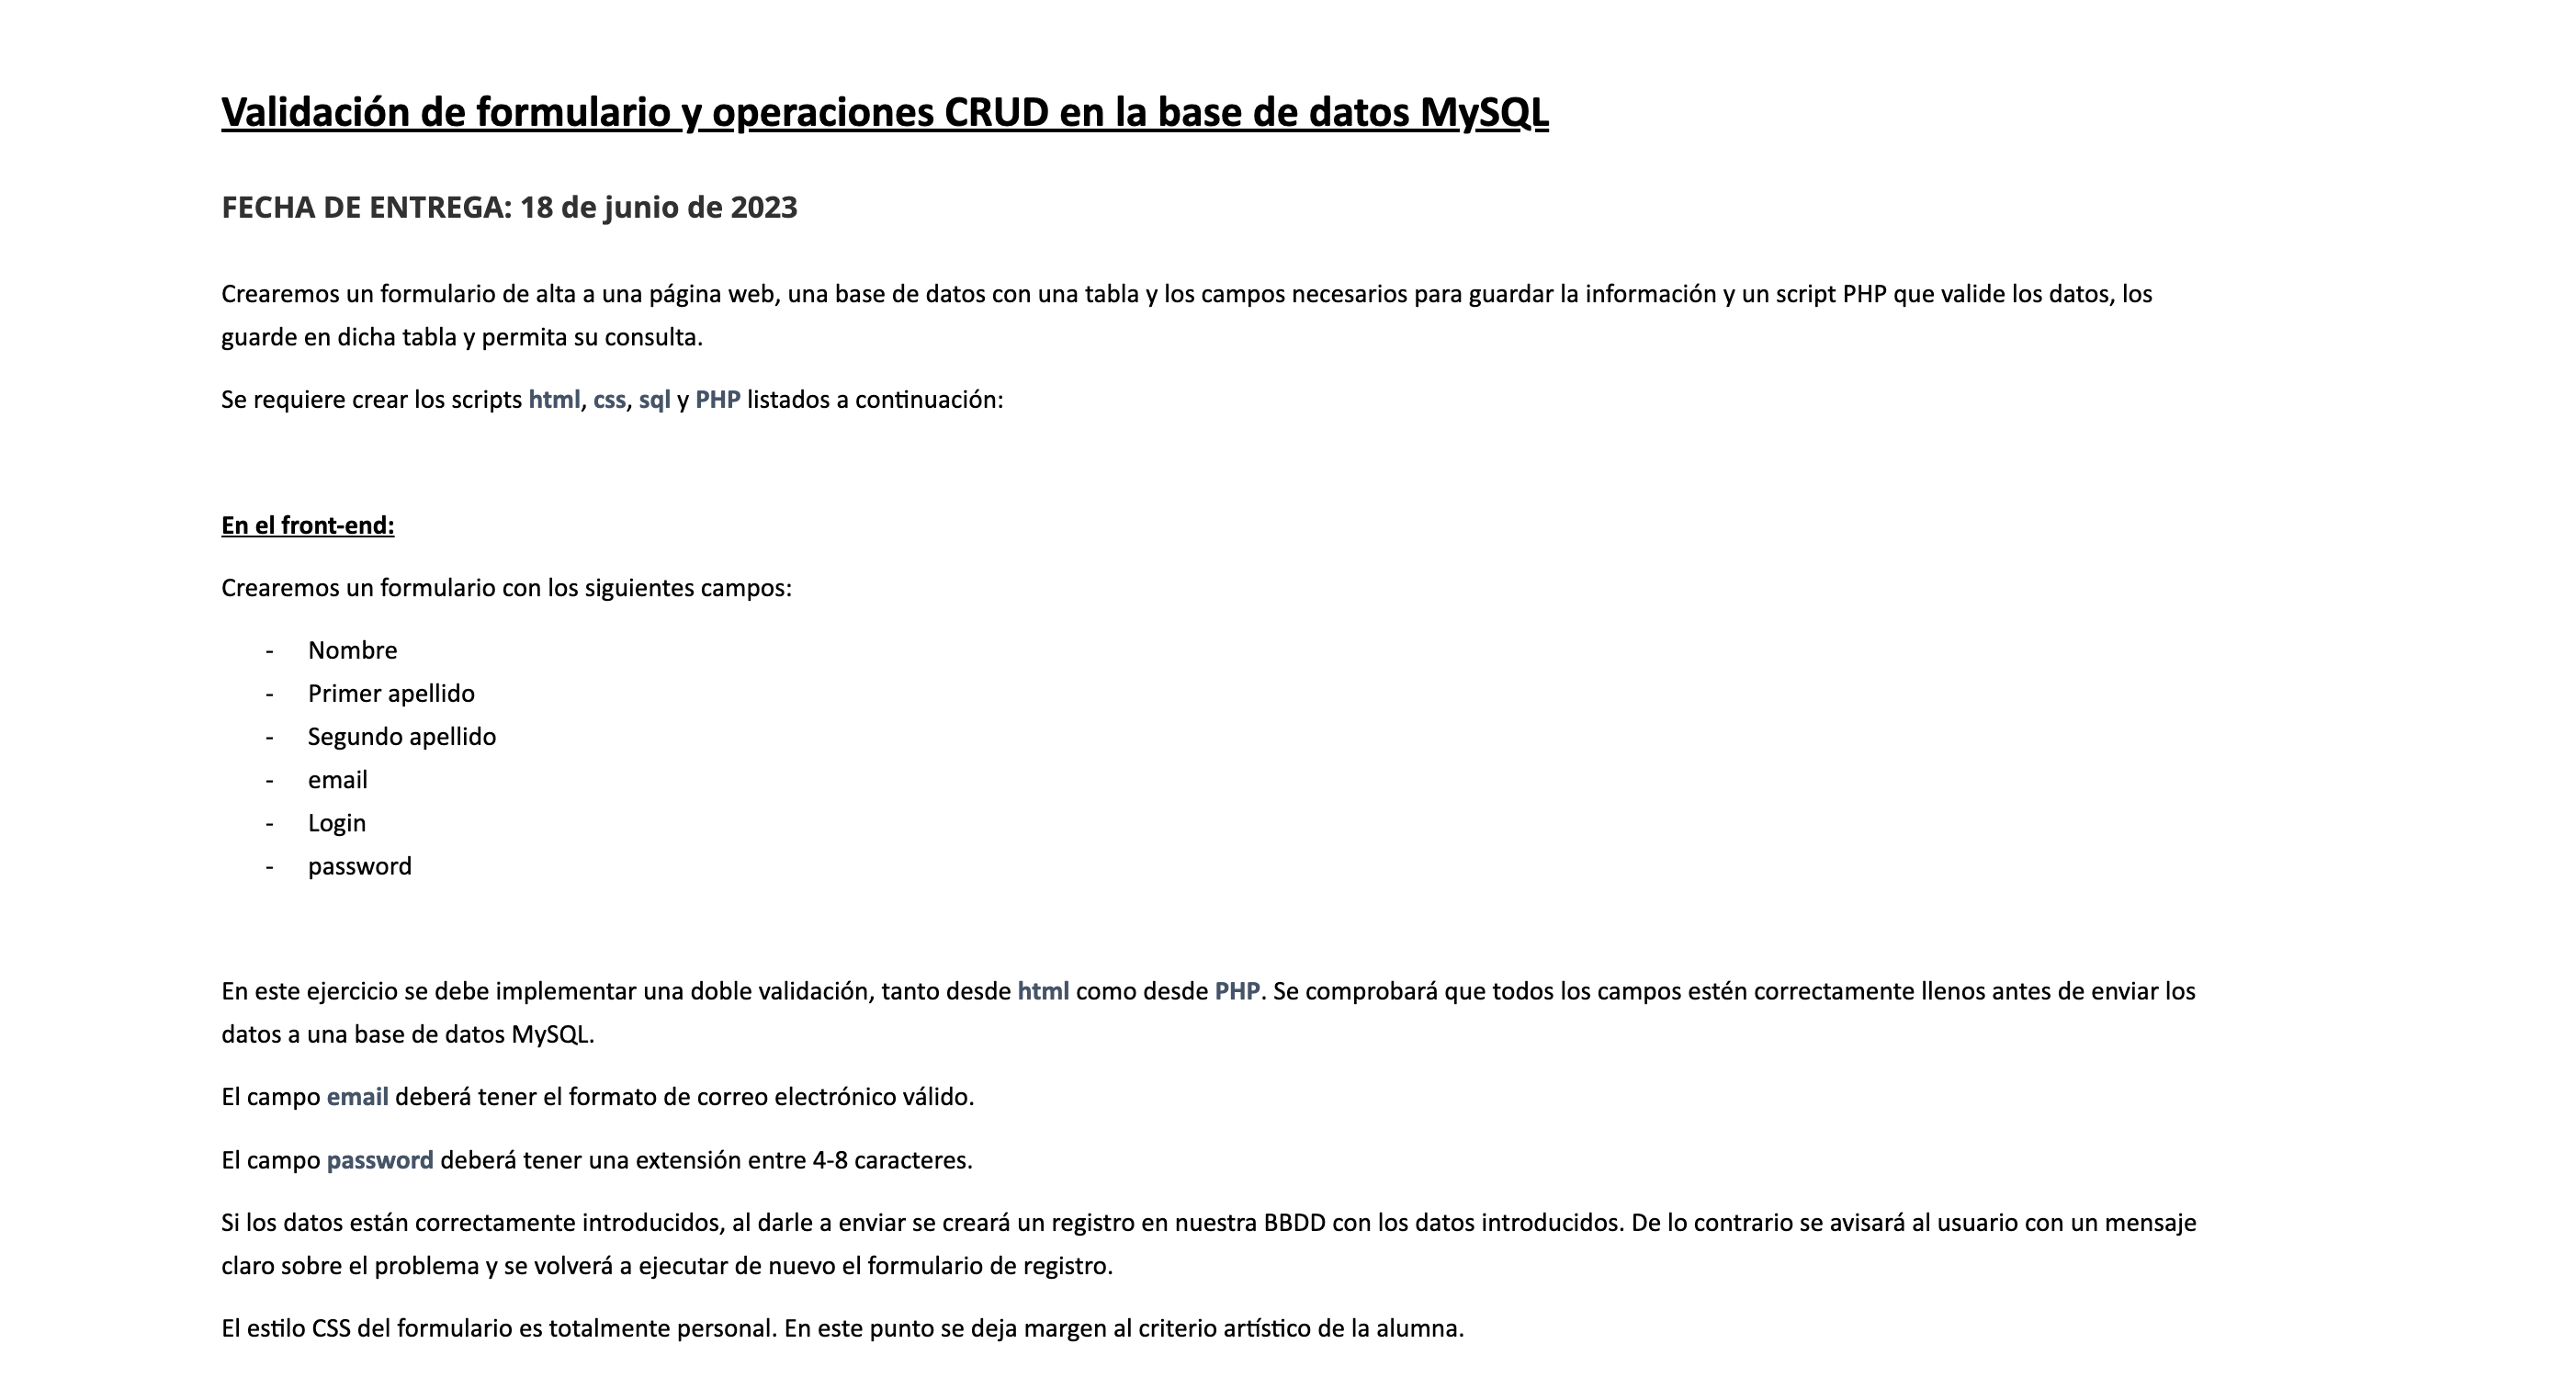 Validación de formulario y operaciones CRUD en la base de datos MySQL
FECHA DE ENTREGA: 18 de junio de 2023
Crearemos un formulario de alta a una página web, una base de datos con una tabla y los campos necesarios para guardar la información y un script PHP que valide los datos, los
guarde en dicha tabla y permita su consulta.
Se requiere crear los scripts html, css, sql y PHP listados a continuación:
En el front-end:
Crearemos un formulario con los siguientes campos:
- Nombre
- Primer apellido
- Segundo apellido
- email
- Login
- password
En este ejercicio se debe implementar una doble validación, tanto desde html como desde PHP. Se comprobará que todos los campos estén correctamente llenos antes de enviar los
datos a una base de datos MySQL.
El campo email deberá tener el formato de correo electrónico válido.
El campo password deberá tener una extensión entre 4-8 caracteres.
Si los datos están correctamente introducidos, al darle a enviar se creará un registro en nuestra BBDD con los datos introducidos. De lo contrario se avisará al usuario con un mensaje
claro sobre el problema y se volverá a ejecutar de nuevo el formulario de registro.
El estilo CSS del formulario es totalmente personal. En este punto se deja margen al criterio artístico de la alumna.